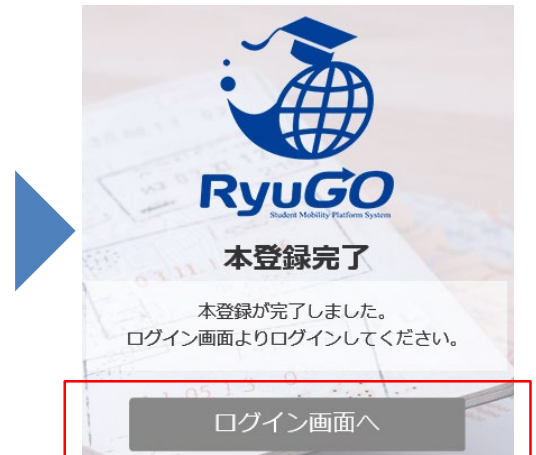 RyuGO
Student Mobility Platform System
本登録完了
本登録が完了しました。
ログイン画面よりログインしてください。
ログイン画面へ